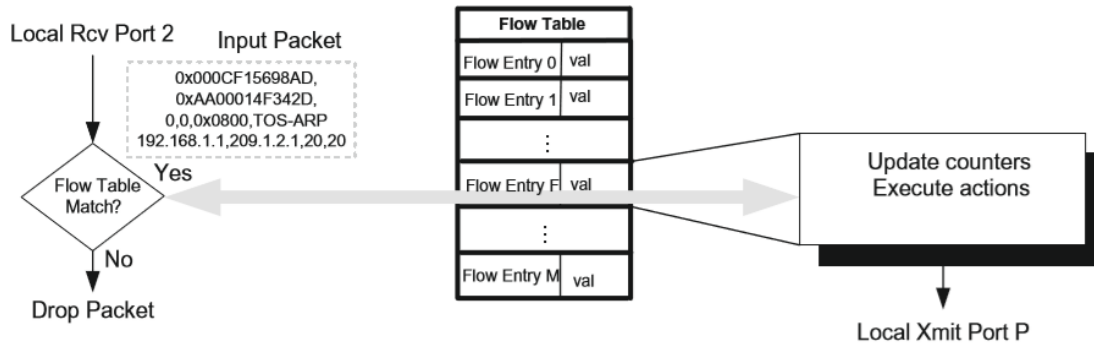 Local Rcv Port 2
Input Packet
0x000CF15698AD,
0xAA00014F342D,
0,0,0x0800,TOS-ARP
192.168.1.1,209.1.2.1,20,20
Flow Table
Match?
Yes
No
Drop Packet
Flow Table
Flow Entry 0 val
Flow Entry 1 val
⋮
Flow Entry F val
⋮
Flow Entry M val
Update counters
Execute actions
Local Xmit Port P